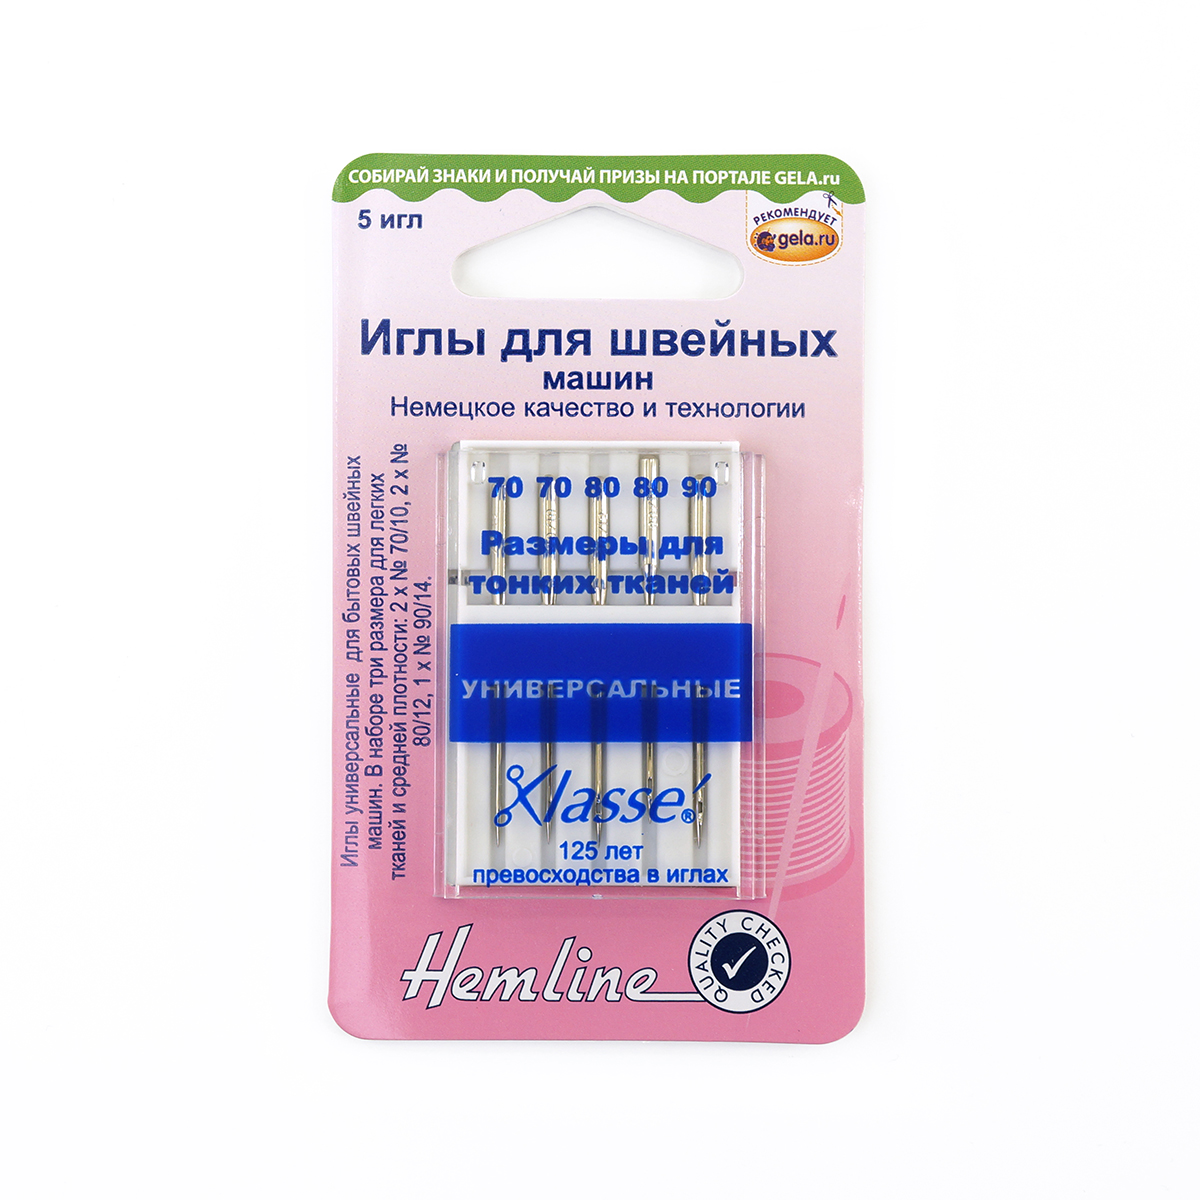 СОБИРАЙ ЗНАКИ И ПОЛУЧАЙ ПРИЗЫ НА ПОРТАЛЕ GELA.ru
5 игл
РЕКОМЕНДУЕТ
gela.ru
Иглы для швейных
машин
Немецкое качество и технологии
Иглы универсальные для бытовых швейных
машин. В наборе три размера для легких
тканей и средней плотности: 2 x № 70/10, 2 x №
80/12, 1 x № 90/14.
70 70 80 80 90
Размеры для
тонких тканей
УНИВЕРСАЛЬНЫЕ
Klassé®
125 лет
превосходства в иглах
Hemline
QUALITY CHECKED